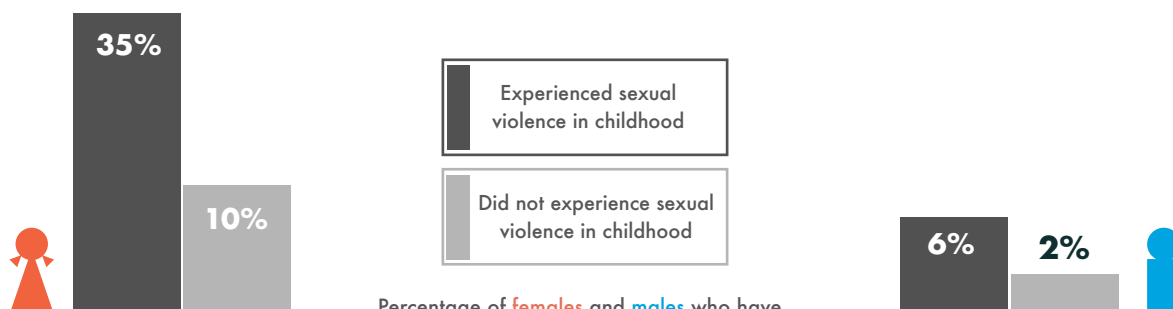 35%
10%
Experienced sexual
violence in childhood
Did not experience sexual
violence in childhood
6%
2%
Percentage of females and males who have